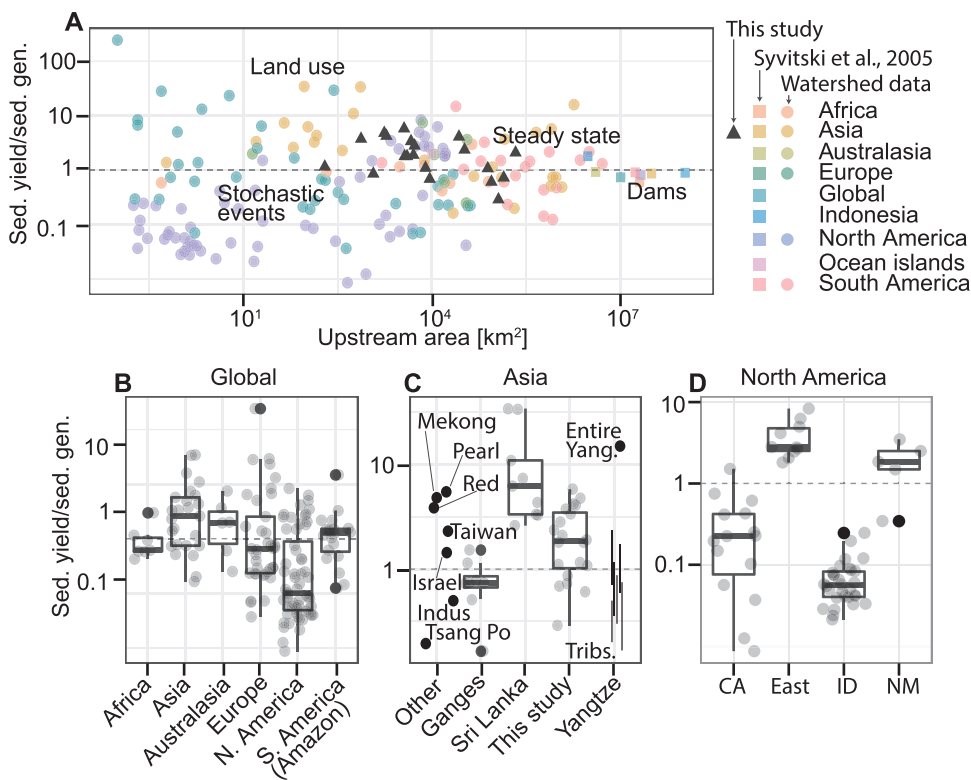 A
Sed. yield/sed. gen.
100
10
1
0.1
Land use
Stochastic
events
Steady state
Dams
10¹
10⁴
10⁷
Upstream area [km²]
This study
Syvitski et al., 2005
Watershed data
Africa
Asia
Australasia
Europe
Global
Indonesia
North America
Ocean islands
South America
B
Global
Sed. yield/sed. gen.
10
1
0.1
Africa
Asia
Australasia
Europe
N. America
S. America
(Amazon)
C
Asia
10
1
Mekong
Pearl
Red
Taiwan
Israel
Indus
Tsang Po
Entire
Yang.
Tribs.
Other
Ganges
Sri Lanka
This study
Yangtze
D
North America
10
1
0.1
CA
East
ID
NM